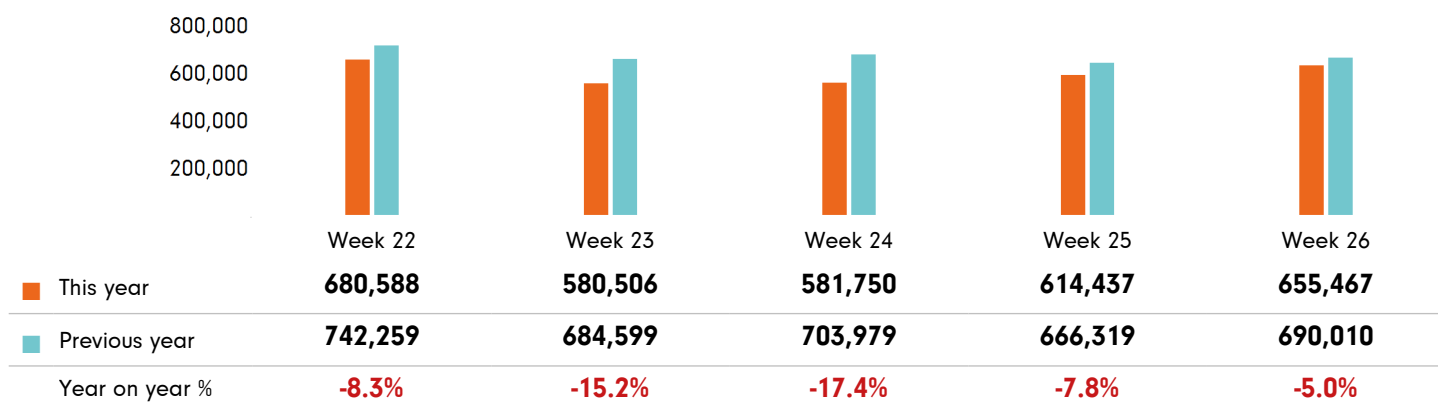 800,000
600,000
400,000
200,000
Week 22 Week 23 Week 24 Week 25 Week 26
This year 680,588 580,506 581,750 614,437 655,467
Previous year 742,259 684,599 703,979 666,319 690,010
Year on year % -8.3% -15.2% -17.4% -7.8% -5.0%